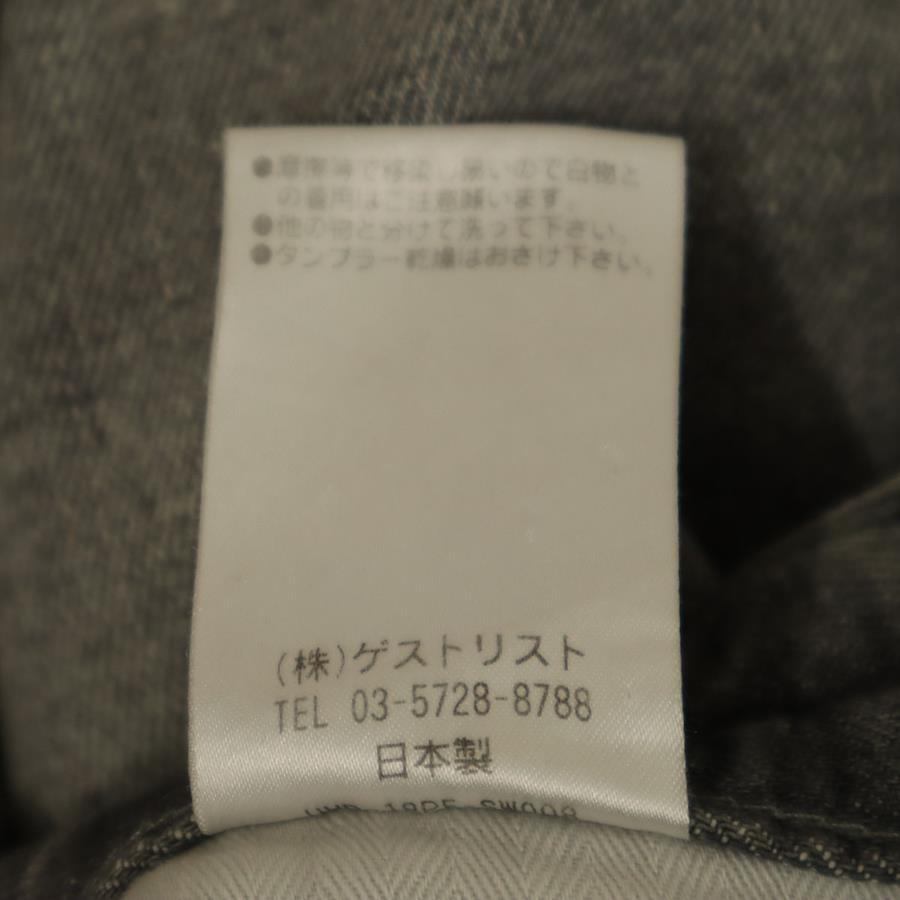 ●摩擦等で移染し易いので白物と
の着用はご注意願います。
●他の物と分けて洗って下さい。
●タンブラー乾燥はおさけ下さい。
(株)ゲストリスト
TEL 03-5728-8788
日本製